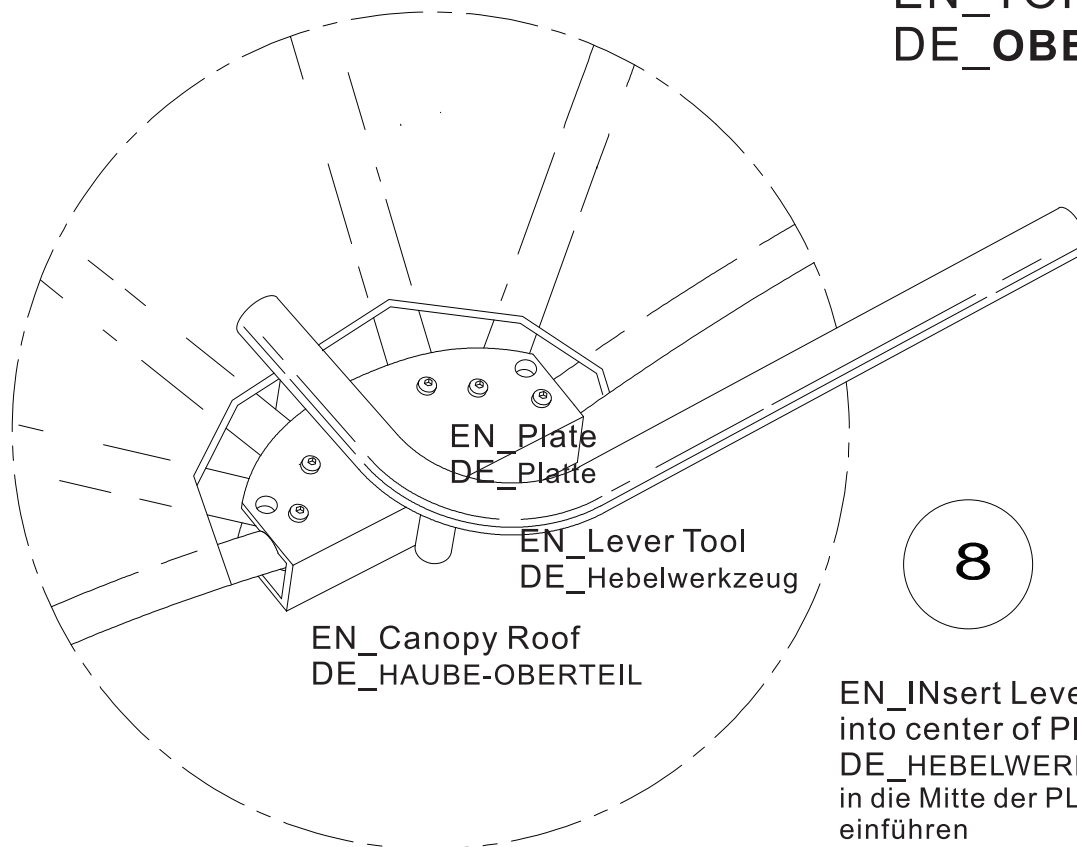 DE_OBE
EN_Plate
DE_Platte
EN_Lever Tool
DE_Hebelwerkzeug
EN_Canopy Roof
DE_HAUBE-OBERTEIL
8
EN_INsert Leve
into center of Pl
DE_HEBELWER
in die Mitte der PL
einführen